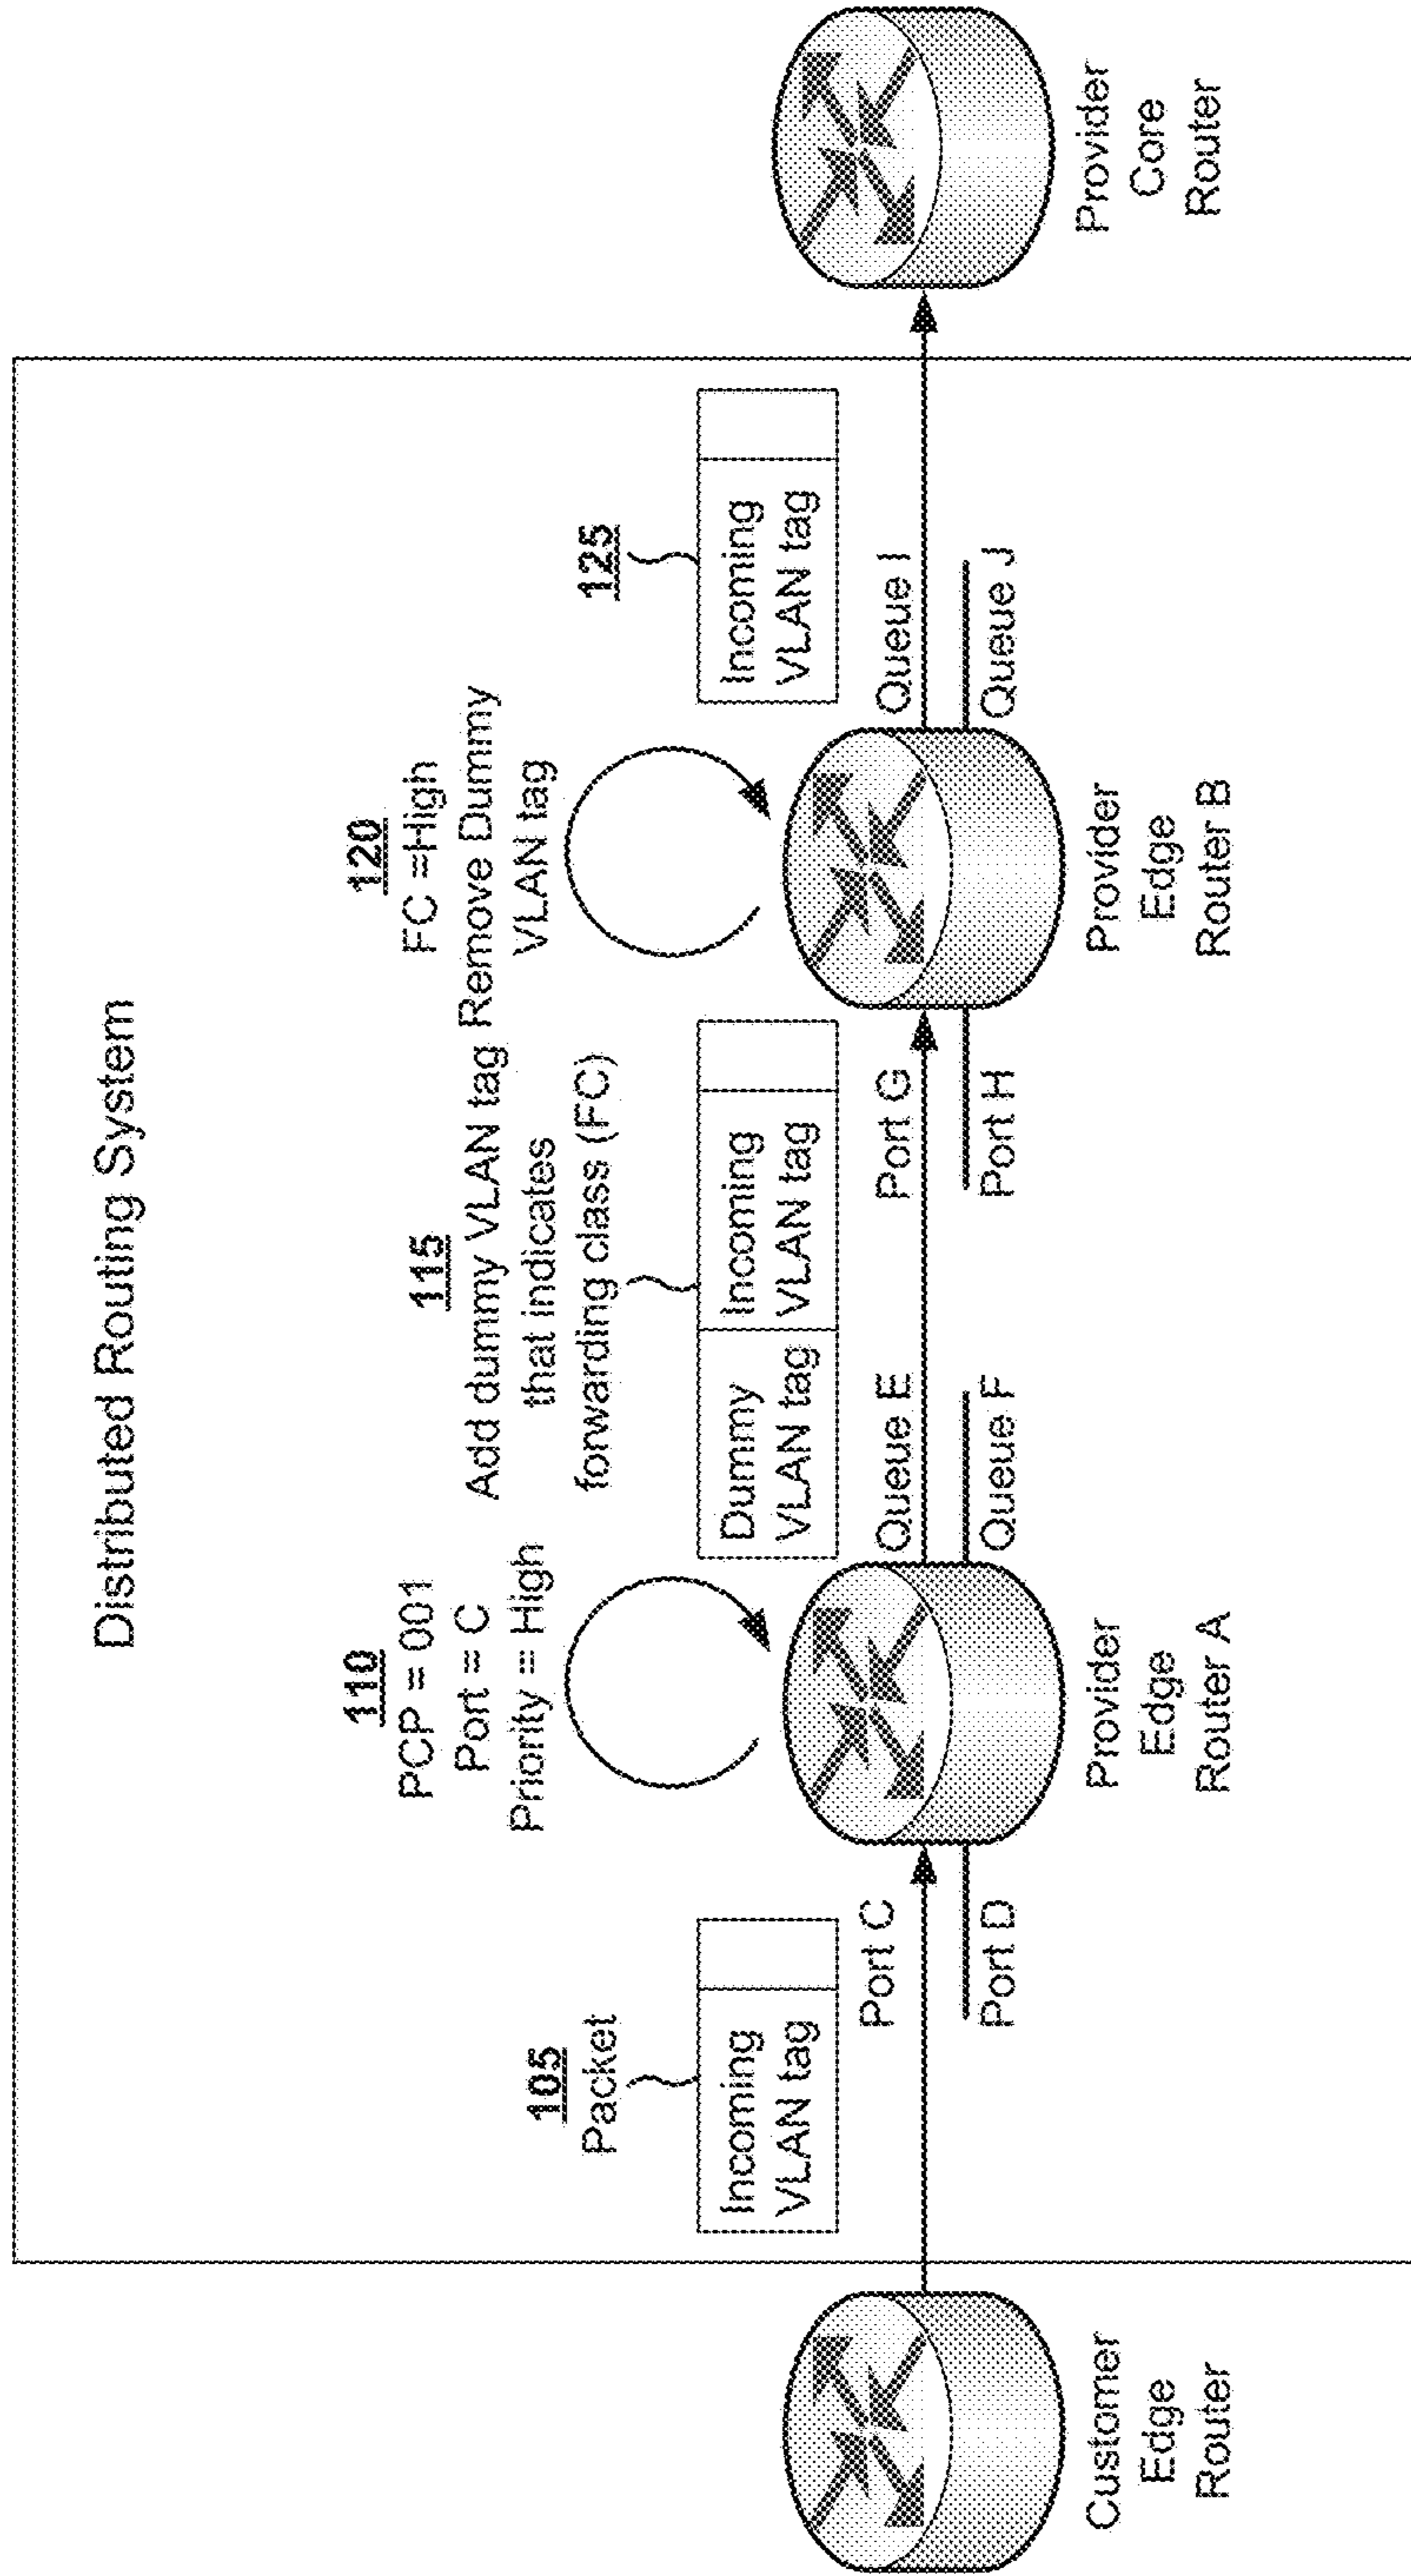 Distributed Routing System
105
Packet
Incoming
VLAN tag
110
PCP = 001
Port = C
Priority = High
115
Add dummy VLAN tag
that indicates
forwarding class (FC)
Dummy
VLAN tag
Incoming
VLAN tag
120
FC =High
Remove Dummy
VLAN tag
125
Incoming
VLAN tag
Port C
Port D
Queue E
Queue F
Port G
Port H
Queue I
Queue J
Customer
Edge
Router
Provider
Edge
Router A
Provider
Edge
Router B
Provider
Core
Router